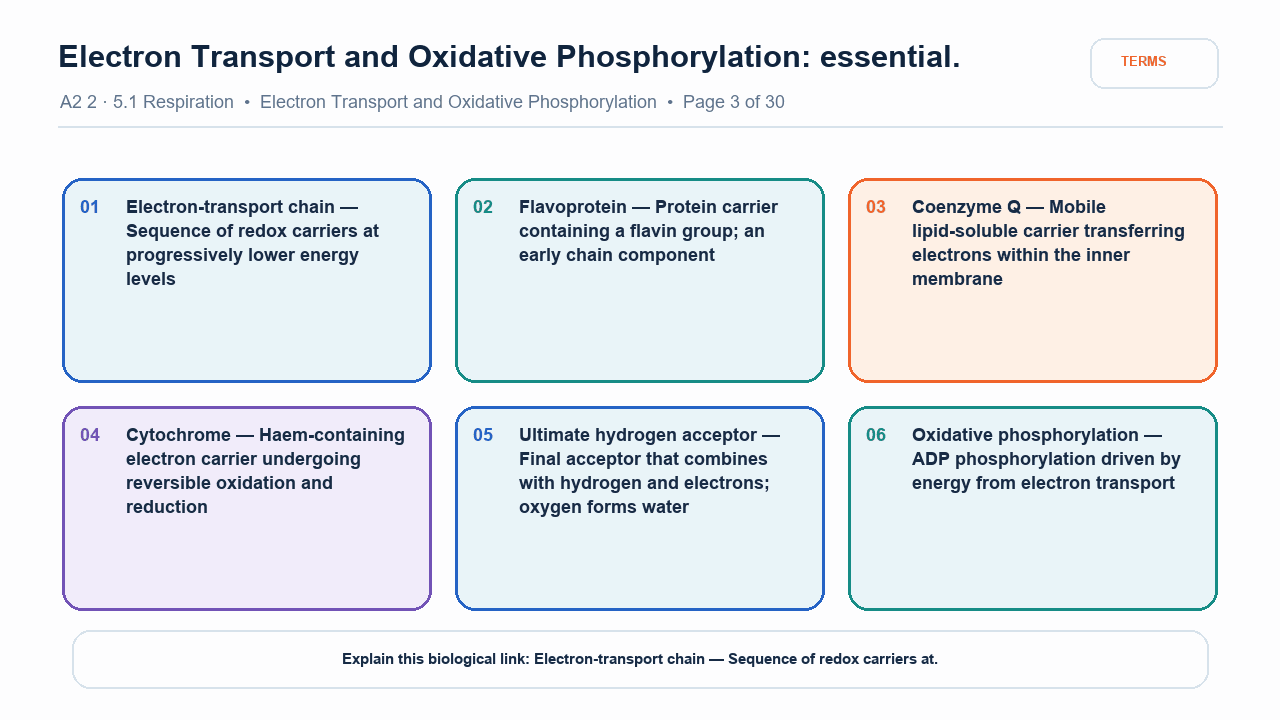 Electron Transport and Oxidative Phosphorylation: essential.
TERMS
A2 2 · 5.1 Respiration • Electron Transport and Oxidative Phosphorylation • Page 3 of 30
01 Electron-transport chain —
Sequence of redox carriers at
progressively lower energy
levels
02 Flavoprotein — Protein carrier
containing a flavin group; an
early chain component
03 Coenzyme Q — Mobile
lipid-soluble carrier transferring
electrons within the inner
membrane
04 Cytochrome — Haem-containing
electron carrier undergoing
reversible oxidation and
reduction
05 Ultimate hydrogen acceptor —
Final acceptor that combines
with hydrogen and electrons;
oxygen forms water
06 Oxidative phosphorylation —
ADP phosphorylation driven by
energy from electron transport
Explain this biological link: Electron-transport chain — Sequence of redox carriers at.